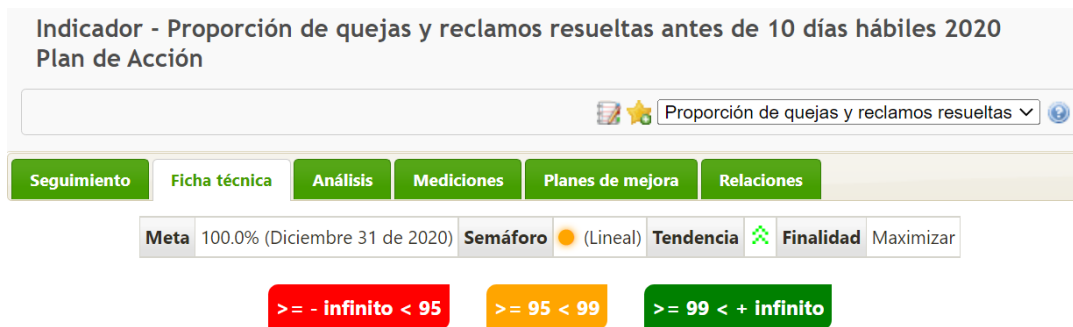 Indicador - Proporción de quejas y reclamos resueltas antes de 10 días hábiles 2020
Plan de Acción
Proporción de quejas y reclamos resueltas
Seguimiento Ficha técnica Análisis Mediciones Planes de mejora Relaciones
Meta 100.0% (Diciembre 31 de 2020) Semáforo (Lineal) Tendencia Finalidad Maximizar
>= - infinito < 95 >= 95 < 99 >= 99 < + infinito